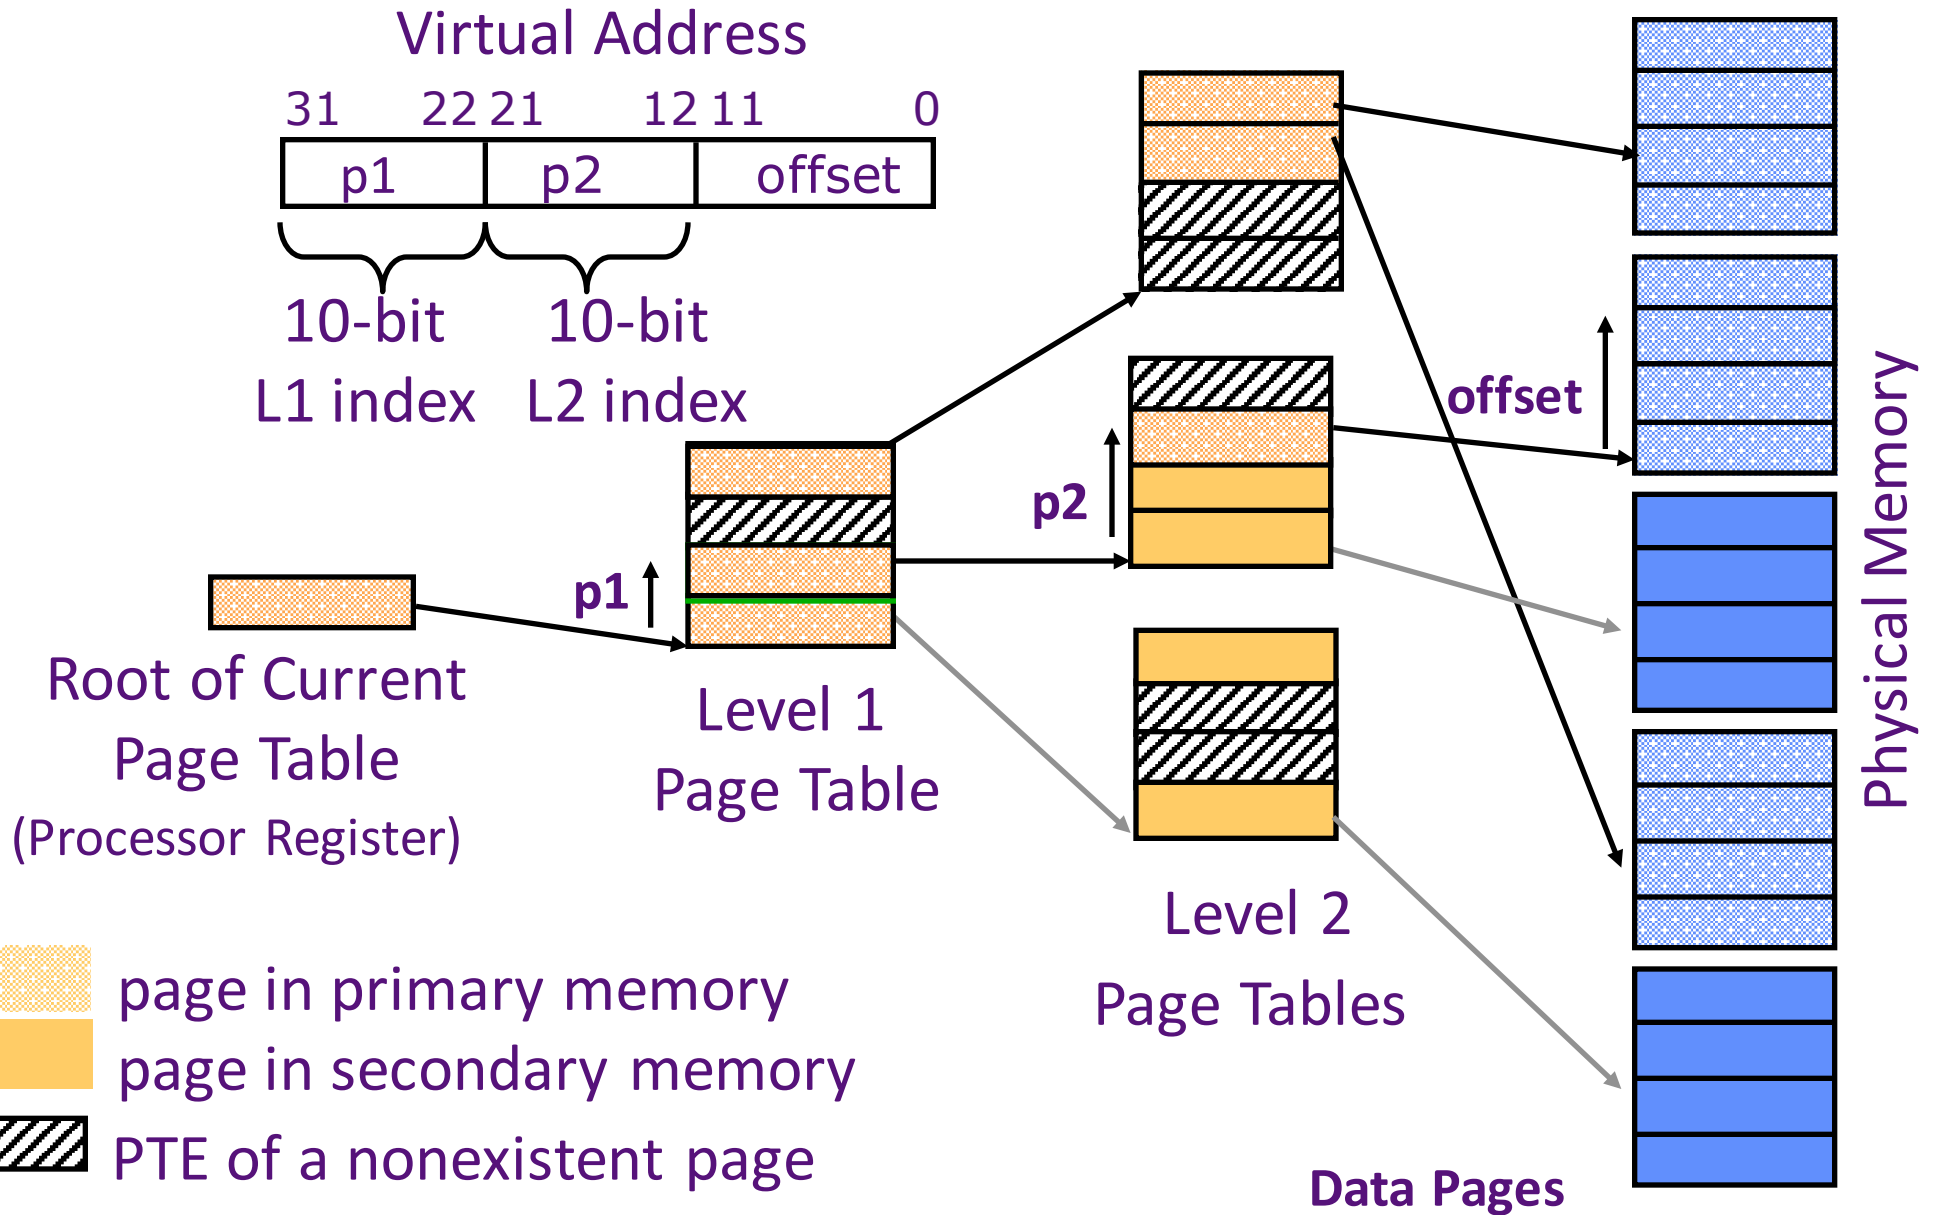 Virtual Address
31 22 21 12 11 0
p1 p2 offset
10-bit
L1 index
10-bit
L2 index
p1
p2
offset
Root of Current
Page Table
(Processor Register)
Level 1
Page Table
Level 2
Page Tables
Physical Memory
page in primary memory
page in secondary memory
PTE of a nonexistent page
Data Pages